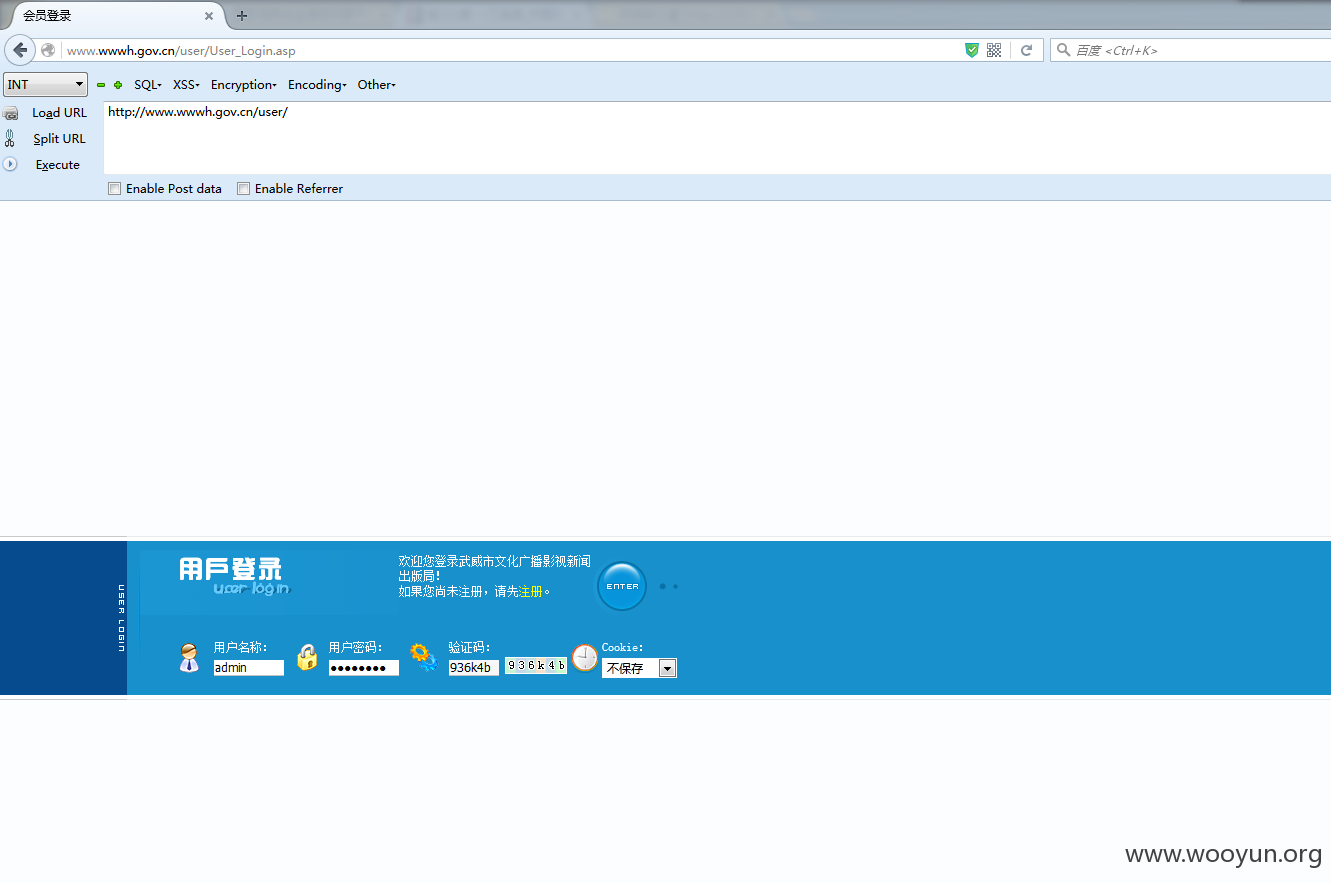 会员登录
www.wwwh.gov.cn/user/User_Login.asp
百度 <Ctrl+K>
INT
SQL
XSS
Encryption
Encoding
Other
Load URL
http://www.wwwh.gov.cn/user/
Split URL
Execute
Enable Post data
Enable Referrer
USER LOGIN
用戶登录
user login
欢迎您登录武威市文化广播影视新闻
出版局!
如果您尚未注册，请先注册。
ENTER
用户名称:
用户密码:
验证码:
Cookie:
admin
●●●●●●●●
936k4b
936k4b
不保存
www.wooyun.org